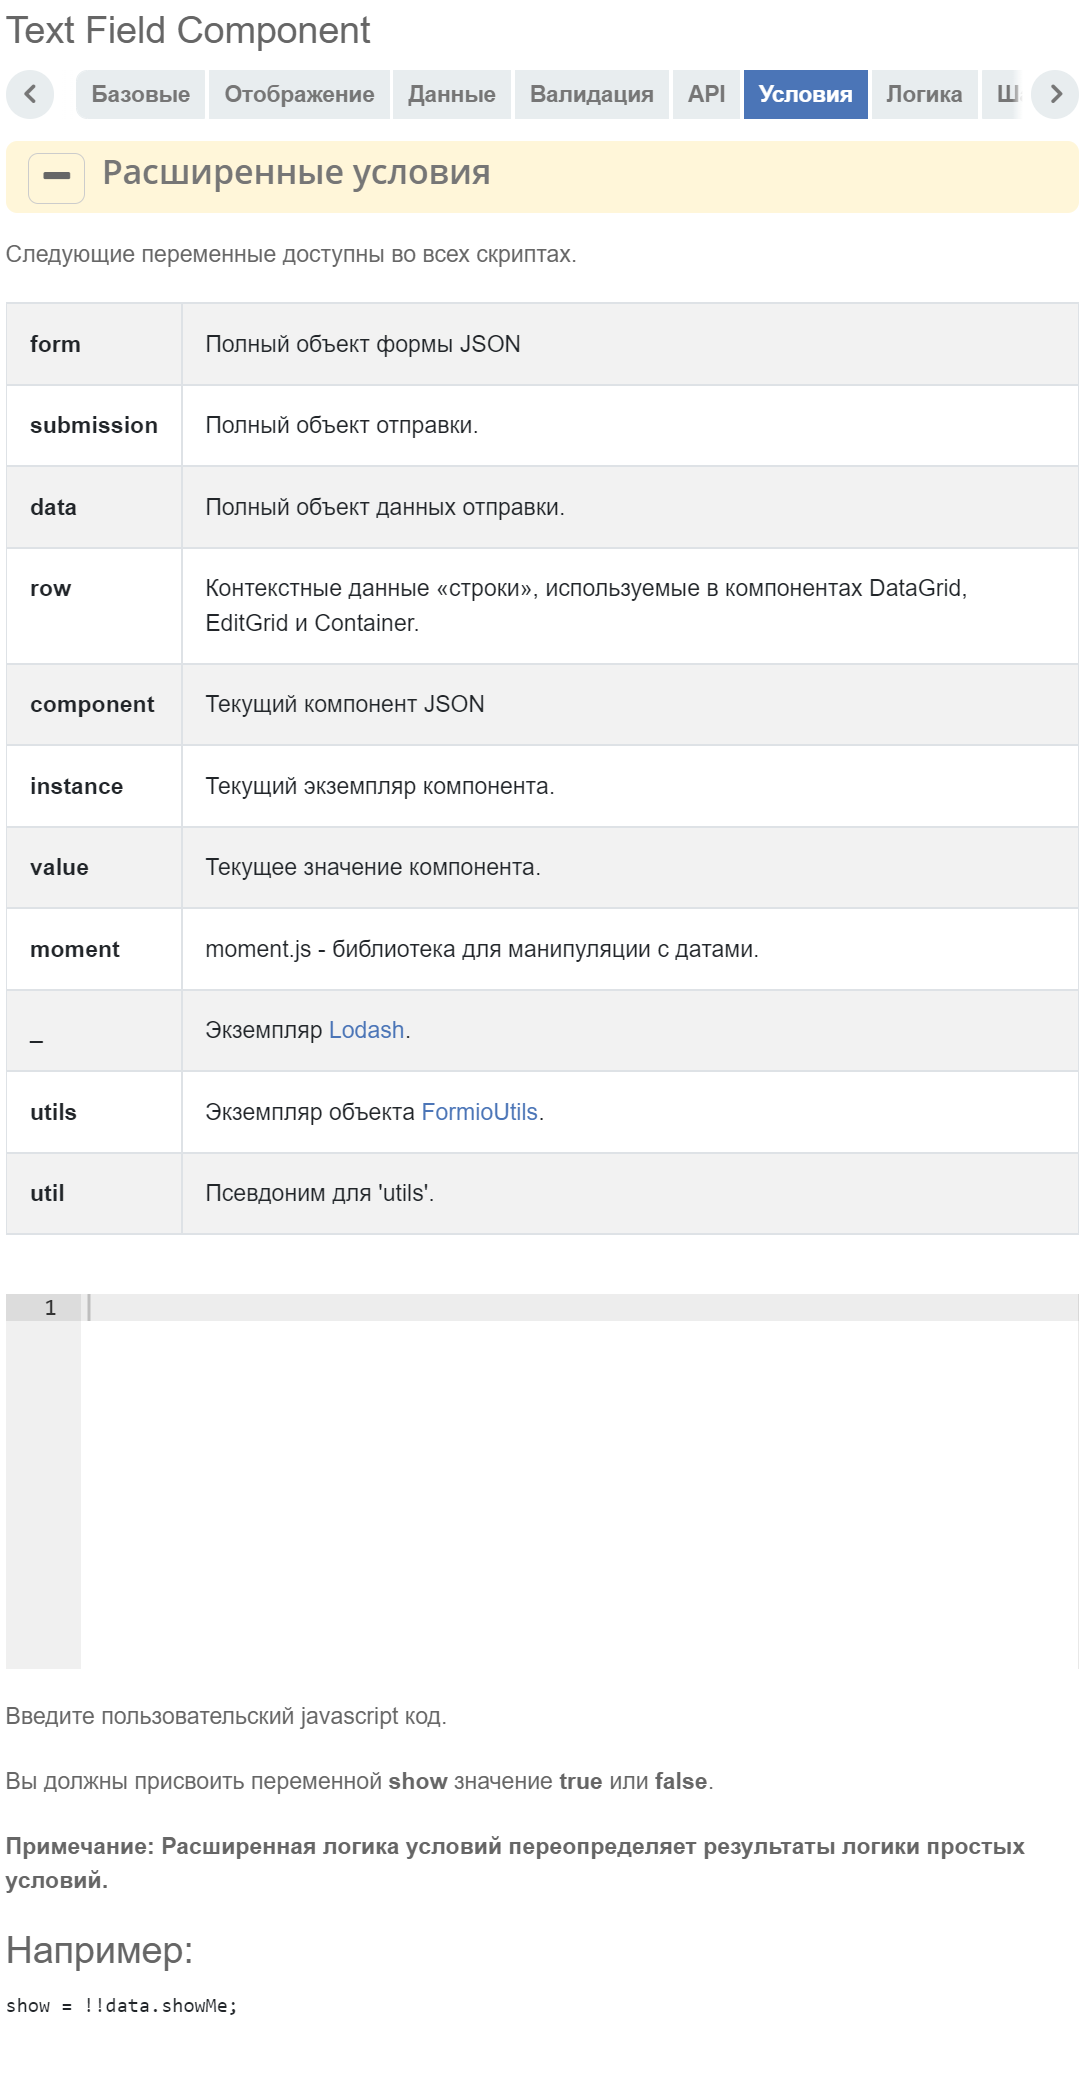 Text Field Component
Базовые Отображение Данные Валидация API Условия Логика Ш
Расширенные условия
Следующие переменные доступны во всех скриптах.
form Полный объект формы JSON
submission Полный объект отправки.
data Полный объект данных отправки.
row Контекстные данные «строки», используемые в компонентах DataGrid,
EditGrid и Container.
component Текущий компонент JSON
instance Текущий экземпляр компонента.
value Текущее значение компонента.
moment moment.js - библиотека для манипуляции с датами.
_ Экземпляр Lodash.
utils Экземпляр объекта FormioUtils.
util Псевдоним для 'utils'.
1
Введите пользовательский javascript код.
Вы должны присвоить переменной show значение true или false.
Примечание: Расширенная логика условий переопределяет результаты логики простых
условий.
Например:
show = !!data.showMe;